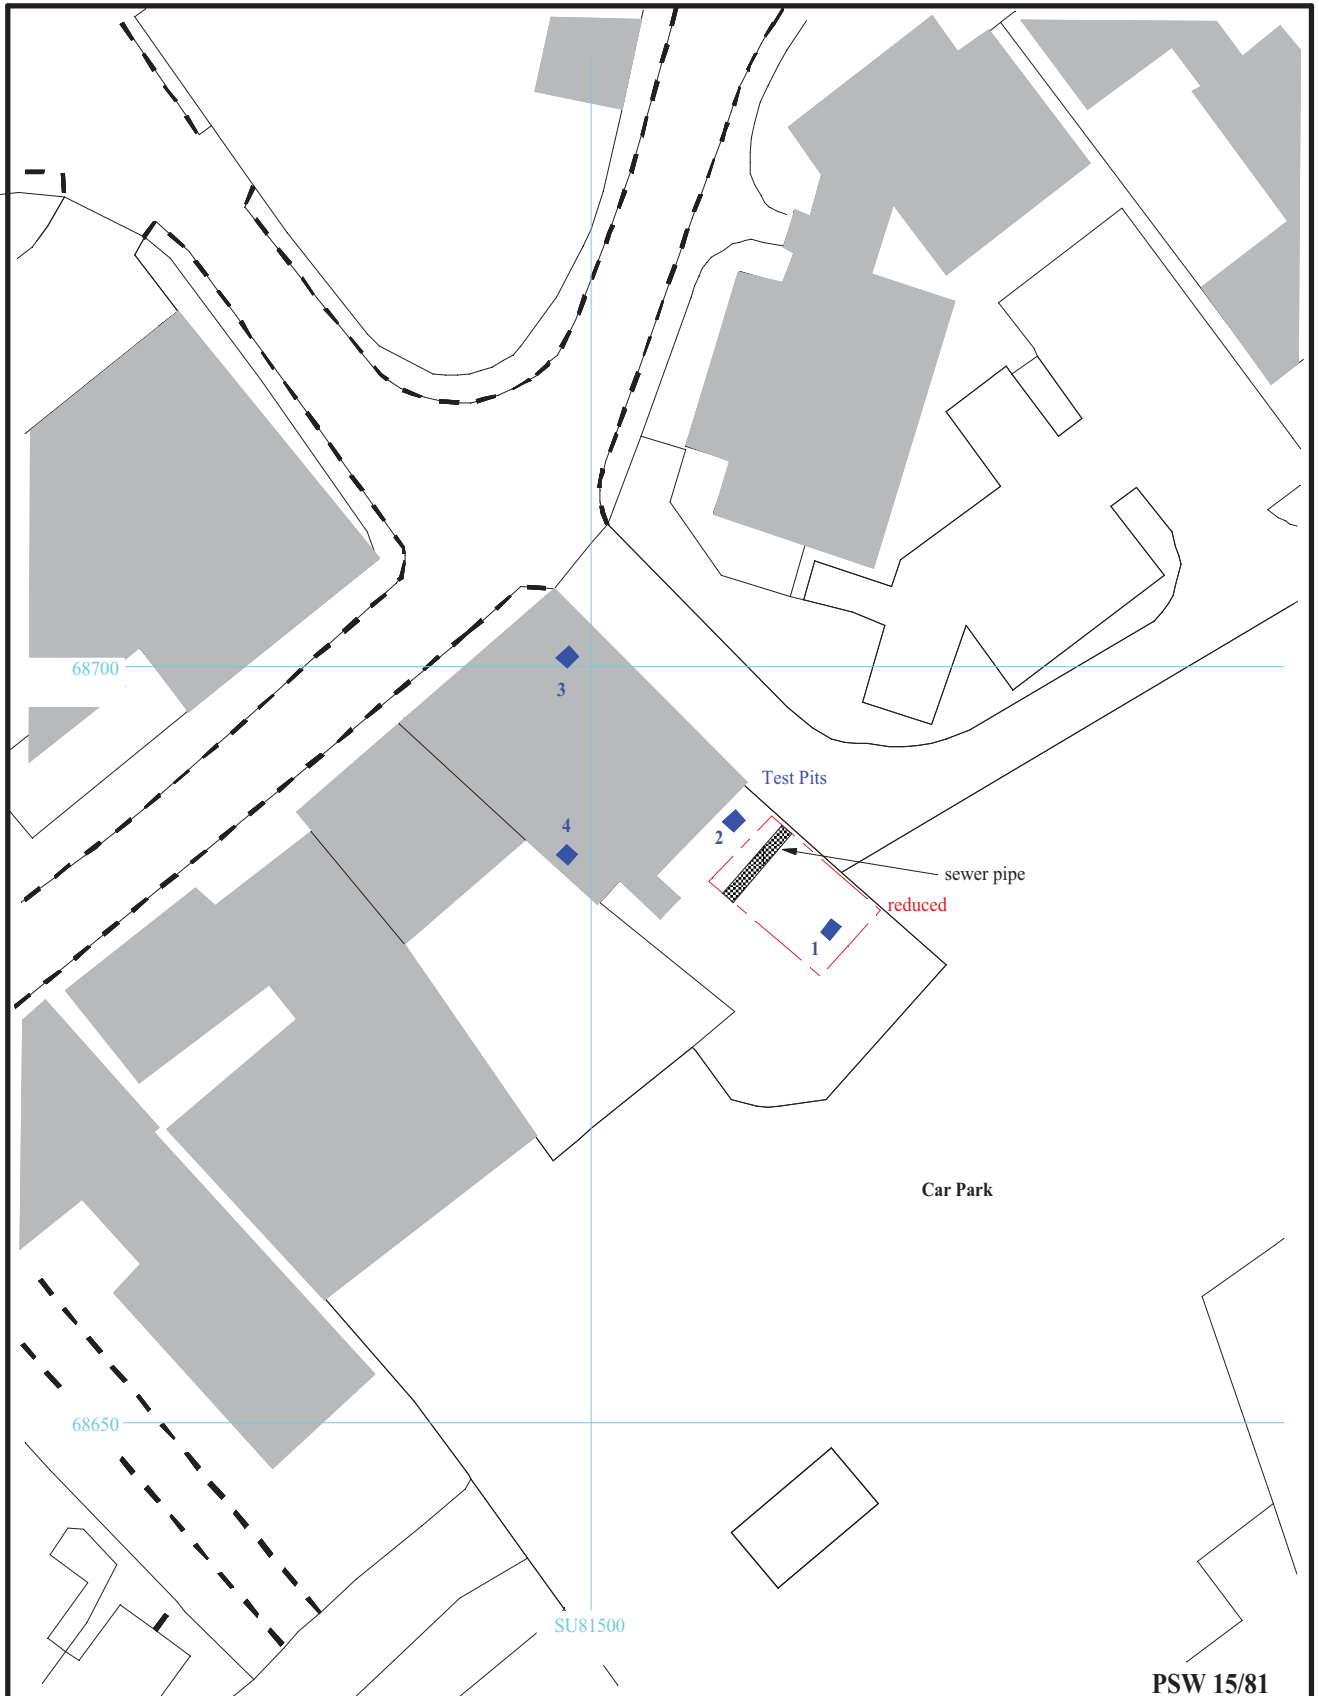 68700
3
Test Pits
4
2
sewer pipe
reduced
1
Car Park
68650
SU81500
PSW 15/81